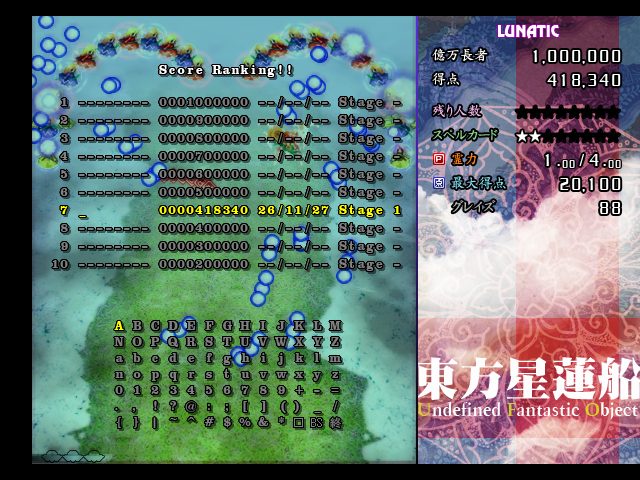 Score Ranking!!
1 -------- 0001000000 --/--/-- Stage -
2 -------- 0000900000 --/--/-- Stage -
3 -------- 0000800000 --/--/-- Stage -
4 -------- 0000700000 --/--/-- Stage -
5 -------- 0000600000 --/--/-- Stage -
6 -------- 0000500000 --/--/-- Stage -
7 _ 0000418340 26/11/27 Stage 1
8 -------- 0000400000 --/--/-- Stage -
9 -------- 0000300000 --/--/-- Stage -
10 -------- 0000200000 --/--/-- Stage -
A B C D E F G H I J K L M
N O P Q R S T U V W X Y Z
a b c d e f g h i j k l m
n o p q r s t u v w x y z
0 1 2 3 4 5 6 7 8 9 + - =
. , ! ? @ : ; [ ] ( ) _ /
{ } | ~ ^ # $ % & * □ BS 終
LUNATIC
億万長者 1,000,000
得点 418,340
残り人数
スペルカード ★★
P 霊力 1.00/4.00
点 最大得点 20,100
グレイズ 88
東方星蓮船
Undefined Fantastic Object